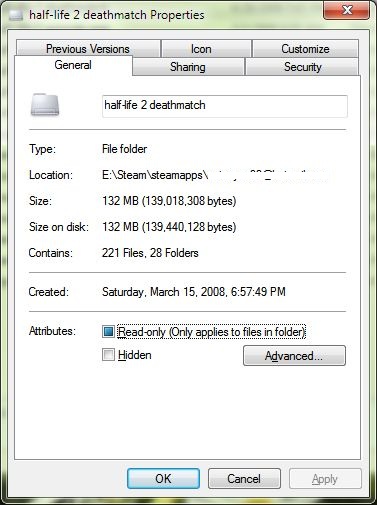 half-life 2 deathmatch Properties
Previous Versions
Icon
Customize
General
Sharing
Security
half-life 2 deathmatch
Type: File folder
Location: E:\Steam\steamapps\
Size: 132 MB (139,018,308 bytes)
Size on disk: 132 MB (139,440,128 bytes)
Contains: 221 Files, 28 Folders
Created: Saturday, March 15, 2008, 6:57:49 PM
Attributes: Read-only (Only applies to files in folder)
Hidden
Advanced...
OK
Cancel
Apply